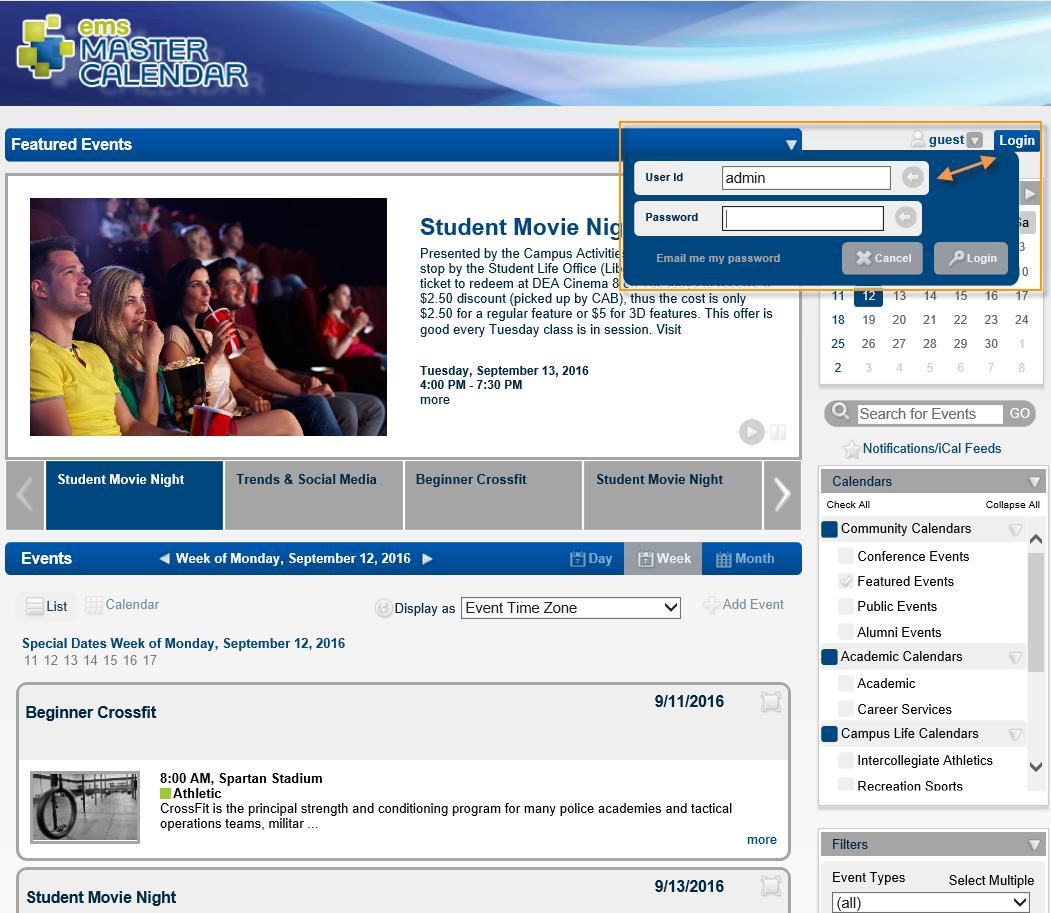 ems
MASTER
CALENDAR
Featured Events
guest
Login
User Id
admin
Password
Email me my password
Cancel
Login
Student Movie Nig
Presented by the Campus Activitie
stop by the Student Life Office (Lib
ticket to redeem at DEA Cinema 8
$2.50 discount (picked up by CAB), thus the cost is only
$2.50 for a regular feature or $5 for 3D features. This offer is
good every Tuesday class is in session. Visit
Tuesday, September 13, 2016
4:00 PM - 7:30 PM
more
Sa
3
10
11 12 13 14 15 16 17
18 19 20 21 22 23 24
25 26 27 28 29 30 1
2 3 4 5 6 7 8
Search for Events
GO
Notifications/iCal Feeds
Student Movie Night
Trends & Social Media
Beginner Crossfit
Student Movie Night
Events
Week of Monday, September 12, 2016
7 Day
7 Week
Month
List
Calendar
Display as
Event Time Zone
Add Event
Special Dates Week of Monday, September 12, 2016
11 12 13 14 15 16 17
Beginner Crossfit
9/11/2016
8:00 AM, Spartan Stadium
Athletic
CrossFit is the principal strength and conditioning program for many police academies and tactical
operations teams, militar ...
more
Student Movie Night
9/13/2016
Calendars
Check All
Collapse All
Community Calendars
Conference Events
Featured Events
Public Events
Alumni Events
Academic Calendars
Academic
Career Services
Campus Life Calendars
Intercollegiate Athletics
Recreation Sports
Filters
Event Types
Select Multiple
(all)